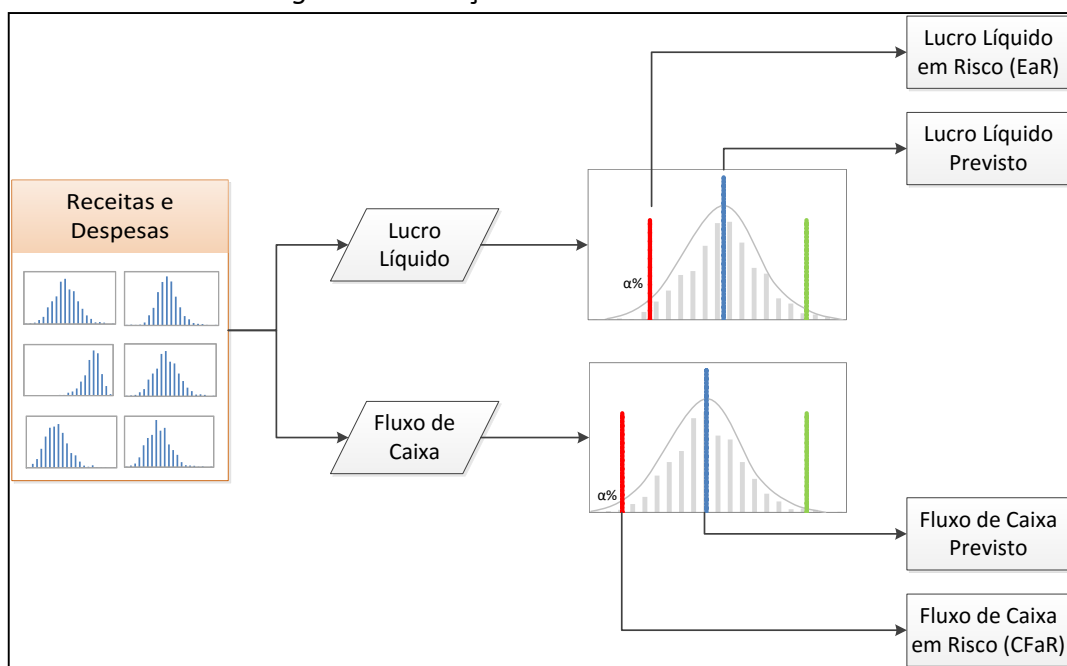 Lucro Líquido
em Risco (EaR)
Lucro Líquido
Previsto
Receitas e
Despesas
Lucro
Líquido
α%
Fluxo de
Caixa
α%
Fluxo de Caixa
Previsto
Fluxo de Caixa
em Risco (CFaR)